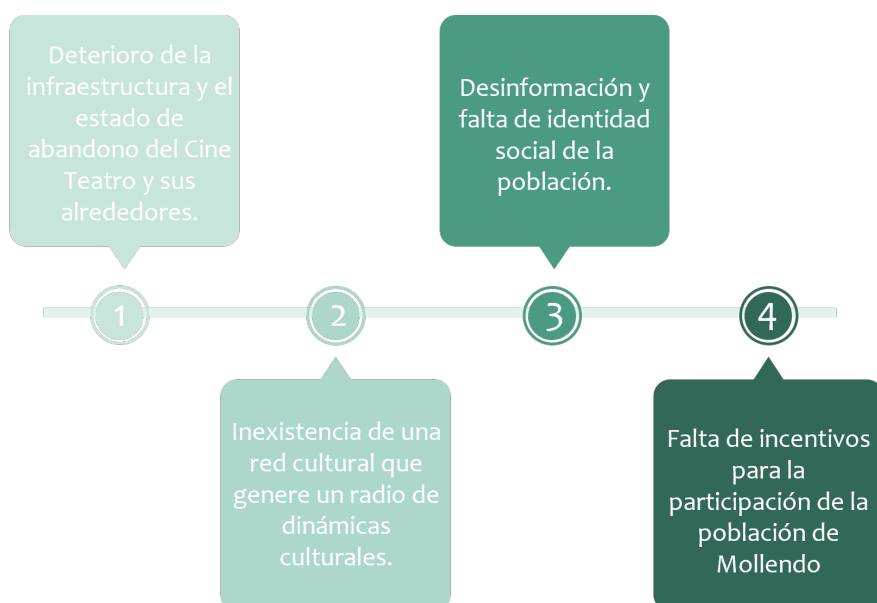 Deterioro de la
infraestructura y el
estado de
abandono del Cine
Teatro y sus
alrededores.
1
2
Inexistencia de una
red cultural que
genere un radio de
dinámicas
culturales.
Desinformación y
falta de identidad
social de la
población.
3
4
Falta de incentivos
para la
participación de la
población de
Mollendo